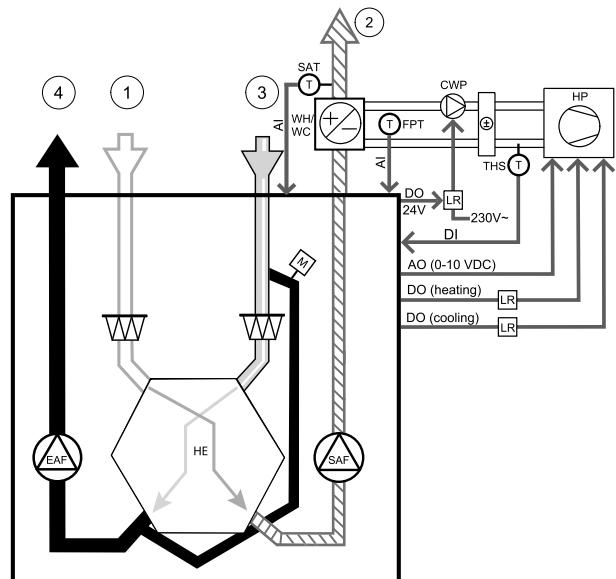 2
SAT
T
4
1
3
CWP
HP
AI
WH/
WC
+
−
T
FPT
±
AI
THS
T
DO
24V
LR
230V~
DI
M
AO (0-10 VDC)
DO (heating)
LR
DO (cooling)
LR
HE
EAF
SAF